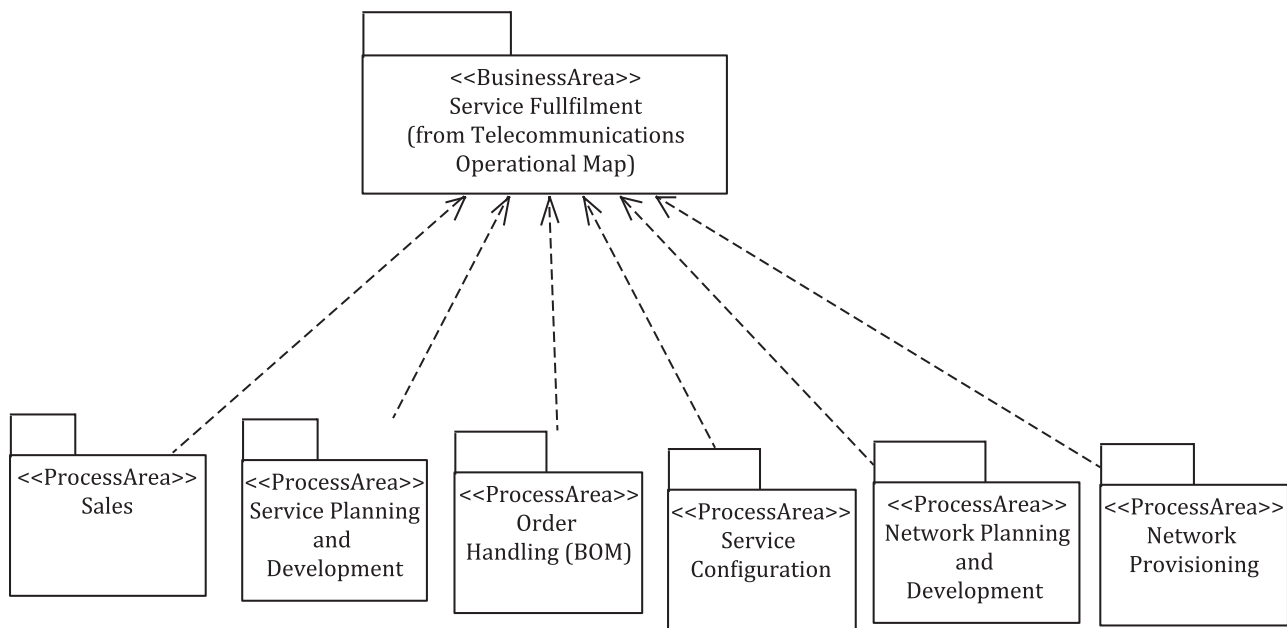 <<BusinessArea>>
Service Fullfilment
(from Telecommunications
Operational Map)
<<ProcessArea>>
Sales
<<ProcessArea>>
Service Planning
and
Development
<<ProcessArea>>
Order
Handling (BOM)
<<ProcessArea>>
Service
Configuration
<<ProcessArea>>
Network Planning
and
Development
<<ProcessArea>>
Network
Provisioning